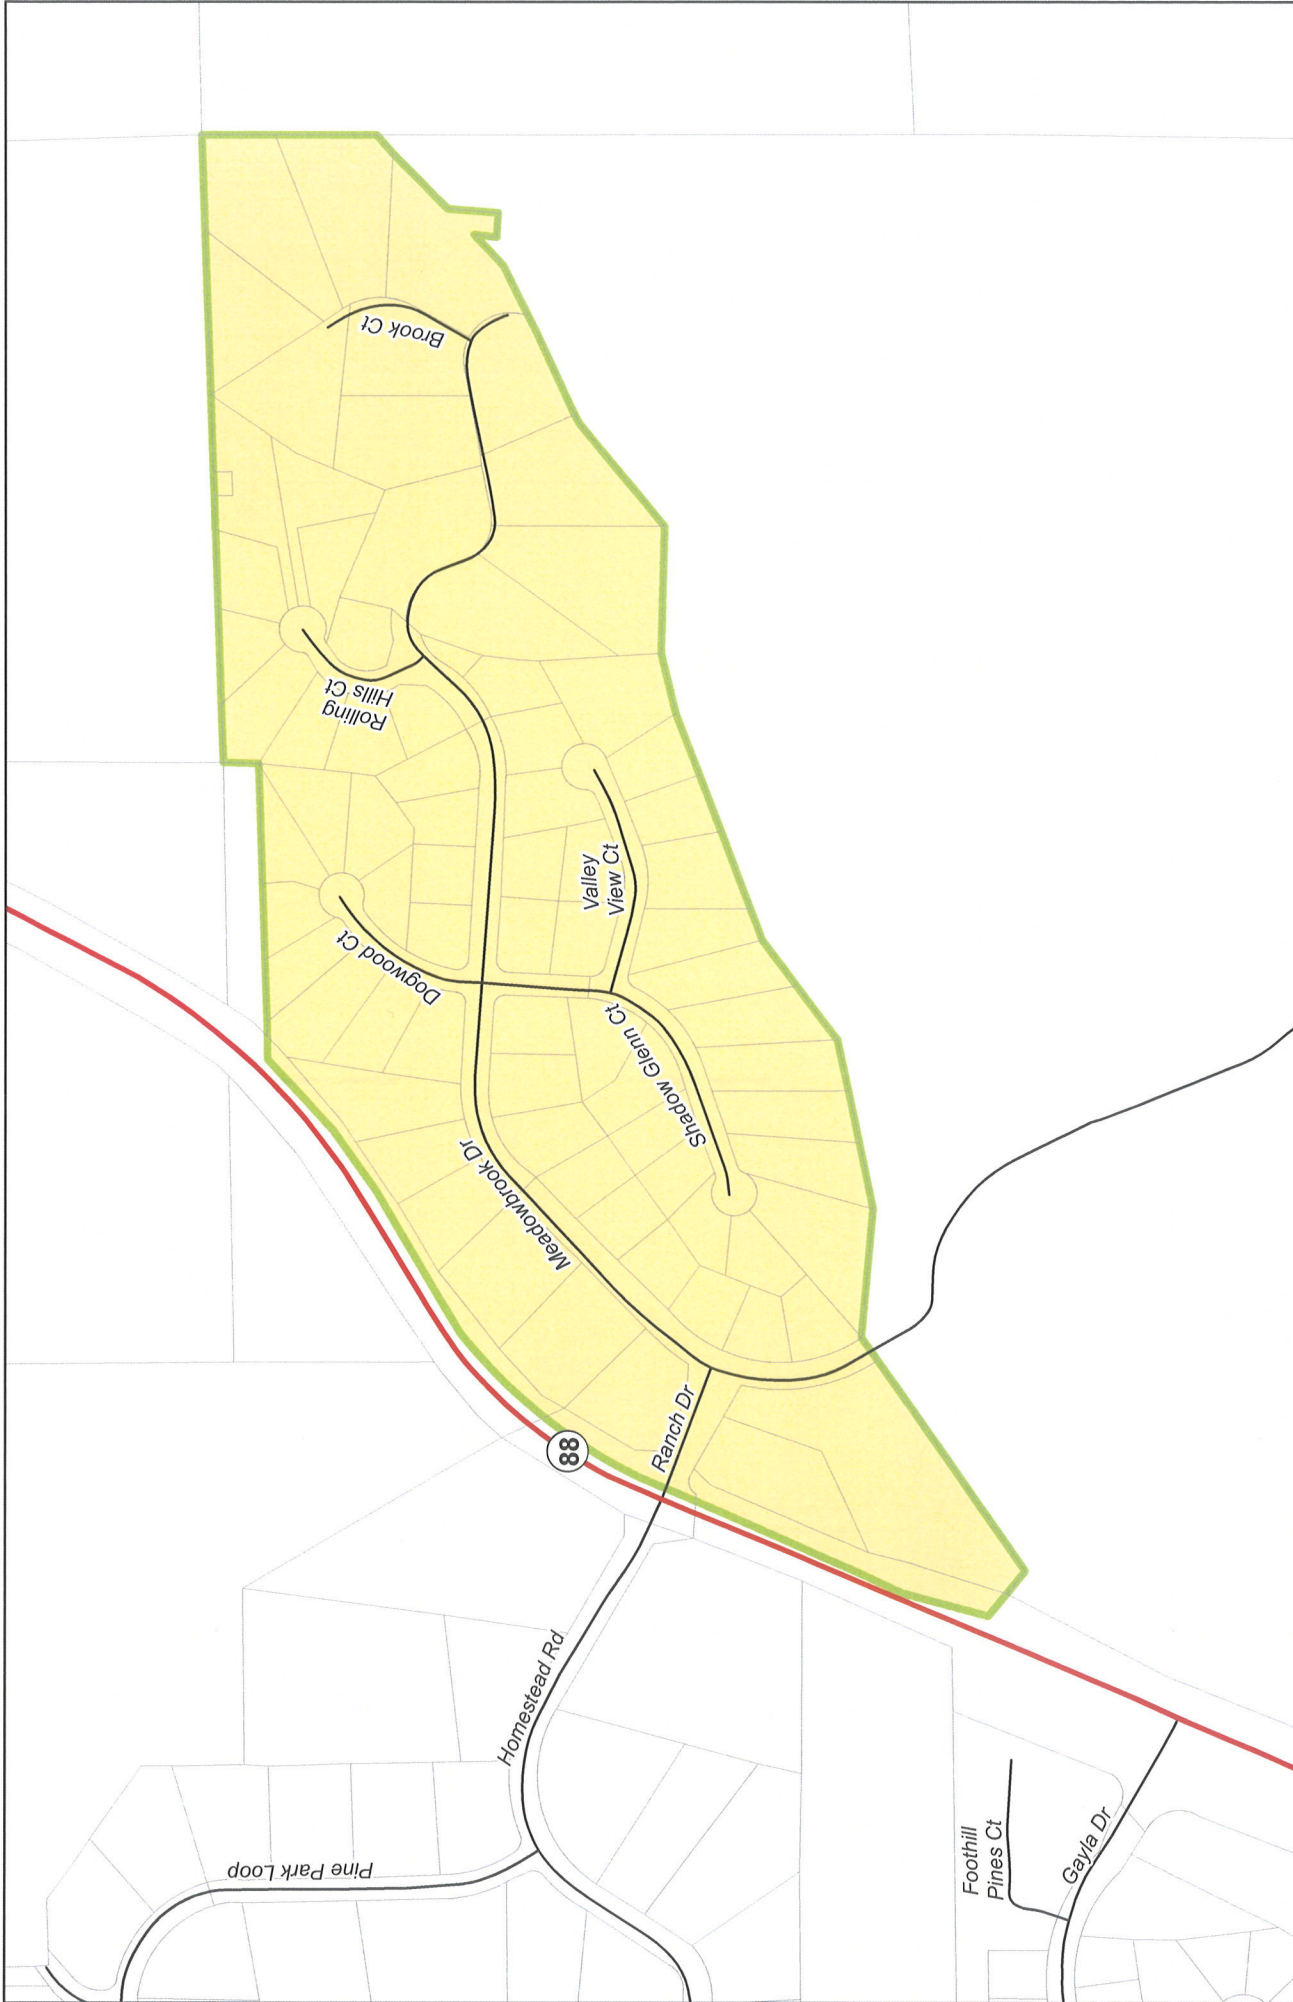 Brook Ct
Rolling
Hills Ct
Valley
View Ct
Dogwood Ct
Shadow Glenn Ct
Meadowbrook Dr
Ranch Dr
88
Homestead Rd
Pine Park Loop
Foothill
Pines Ct
Gayla Dr